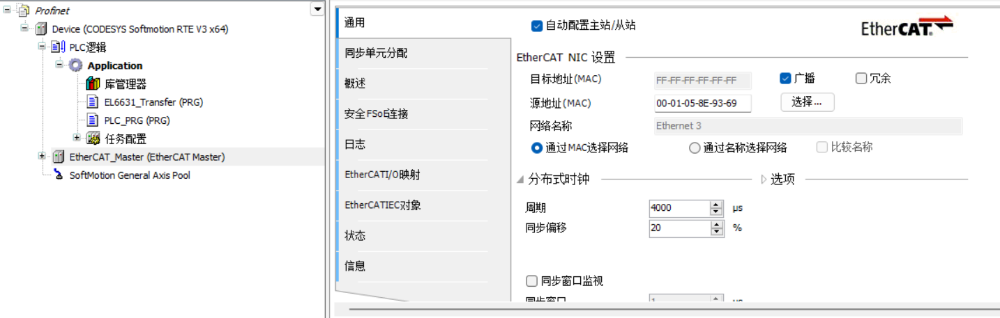 Profinet
Device (CODESYS Softmotion RTE V3 x64)
PLC逻辑
Application
库管理器
EL6631_Transfer (PRG)
PLC_PRG (PRG)
任务配置
EtherCAT_Master (EtherCAT Master)
SoftMotion General Axis Pool
通用
同步单元分配
概述
安全FSoE连接
日志
EtherCATI/O映射
EtherCATIEC对象
状态
信息
自动配置主站/从站
EtherCAT.
EtherCAT NIC 设置
目标地址(MAC) FF-FF-FF-FF-FF-FF 广播 冗余
源地址(MAC) 00-01-05-8E-93-69 选择...
网络名称 Ethernet 3
通过MAC选择网络 通过名称选择网络 比较名称
分布式时钟 选项
周期 4000 µs
同步偏移 20 %
同步窗口监视
同步窗口 1 µs